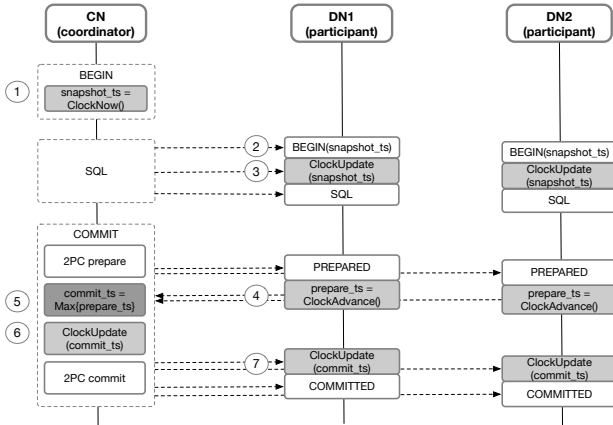 CN
(coordinator)
DN1
(participant)
DN2
(participant)
BEGIN
1
snapshot_ts =
ClockNow()
SQL
2
BEGIN(snapshot_ts)
3
ClockUpdate
(snapshot_ts)
SQL
BEGIN(snapshot_ts)
ClockUpdate
(snapshot_ts)
SQL
COMMIT
2PC prepare
PREPARED
PREPARED
5
commit_ts =
Max{prepare_ts}
4
prepare_ts =
ClockAdvance()
prepare_ts =
ClockAdvance()
6
ClockUpdate
(commit_ts)
7
ClockUpdate
(commit_ts)
ClockUpdate
(commit_ts)
2PC commit
COMMITTED
COMMITTED